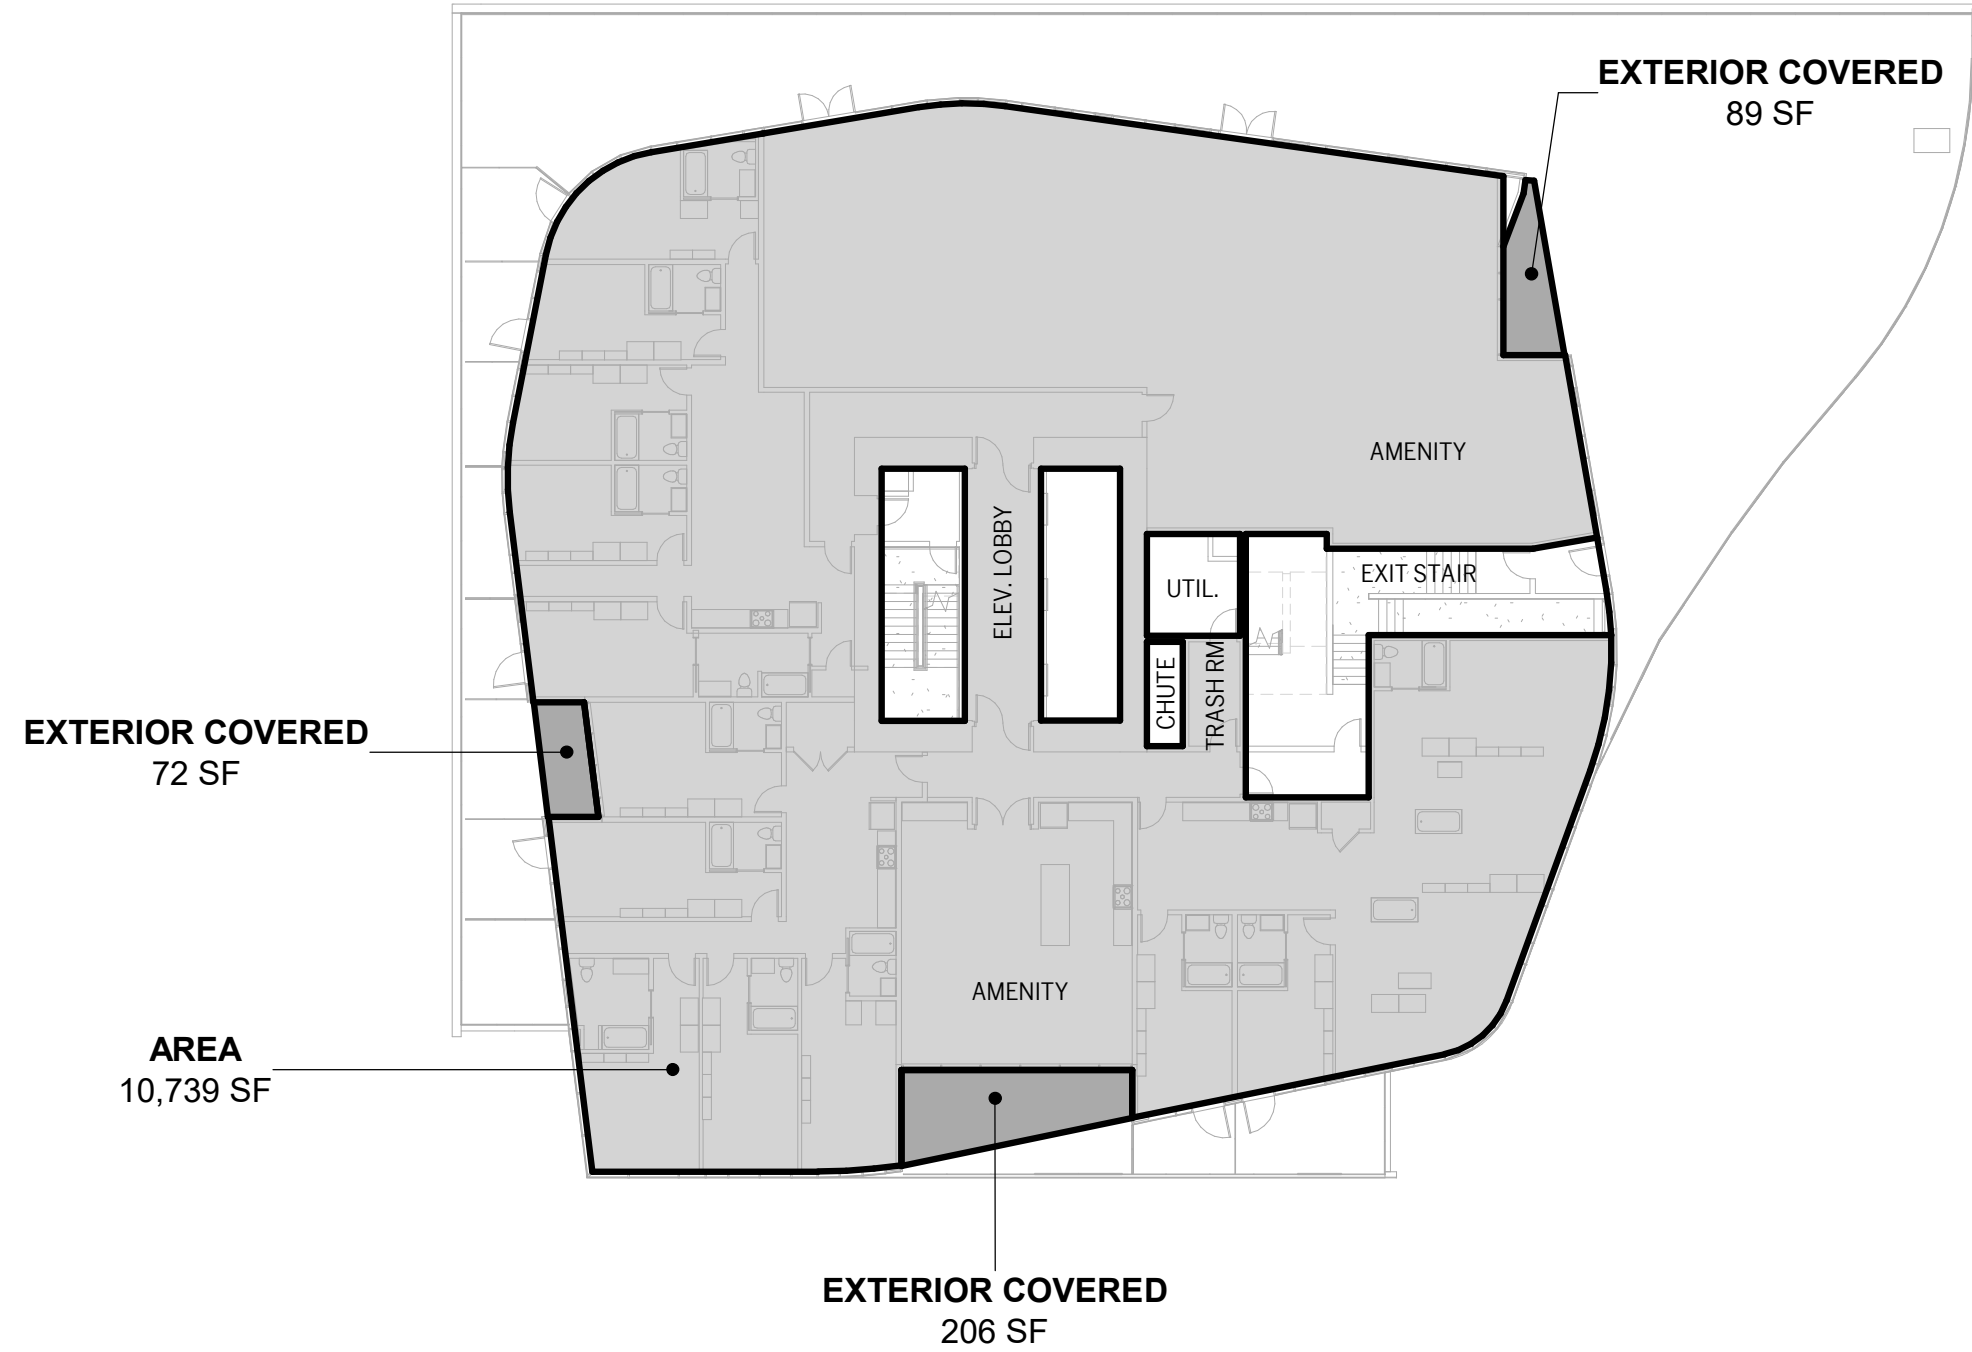 EXTERIOR COVERED
89 SF
AMENITY
ELEV. LOBBY
EXIT STAIR
UTIL.
CHUTE
TRASH RM
EXTERIOR COVERED
72 SF
AMENITY
AREA
10,739 SF
EXTERIOR COVERED
206 SF